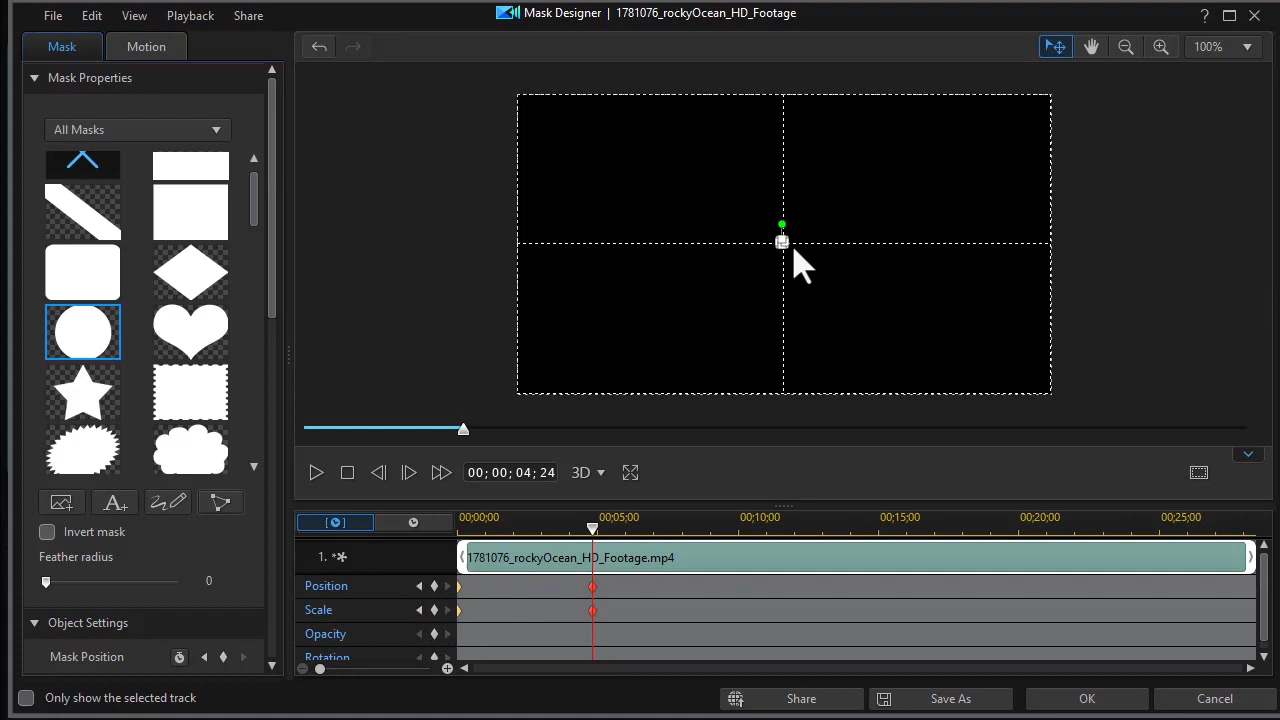 File Edit View Playback Share
Mask Designer | 1781076_rockyOcean_HD_Footage
?
Mask Motion
100%
Mask Properties
All Masks
A+
Invert mask
Feather radius
0
Object Settings
Mask Position
Only show the selected track
00; 00; 04; 24
3D
00;00;00 00;05;00 00;10;00 00;15;00 00;20;00 00;25;00
1.
1781076_rockyOcean_HD_Footage.mp4
Position
Scale
Opacity
Rotation
Share Save As OK Cancel